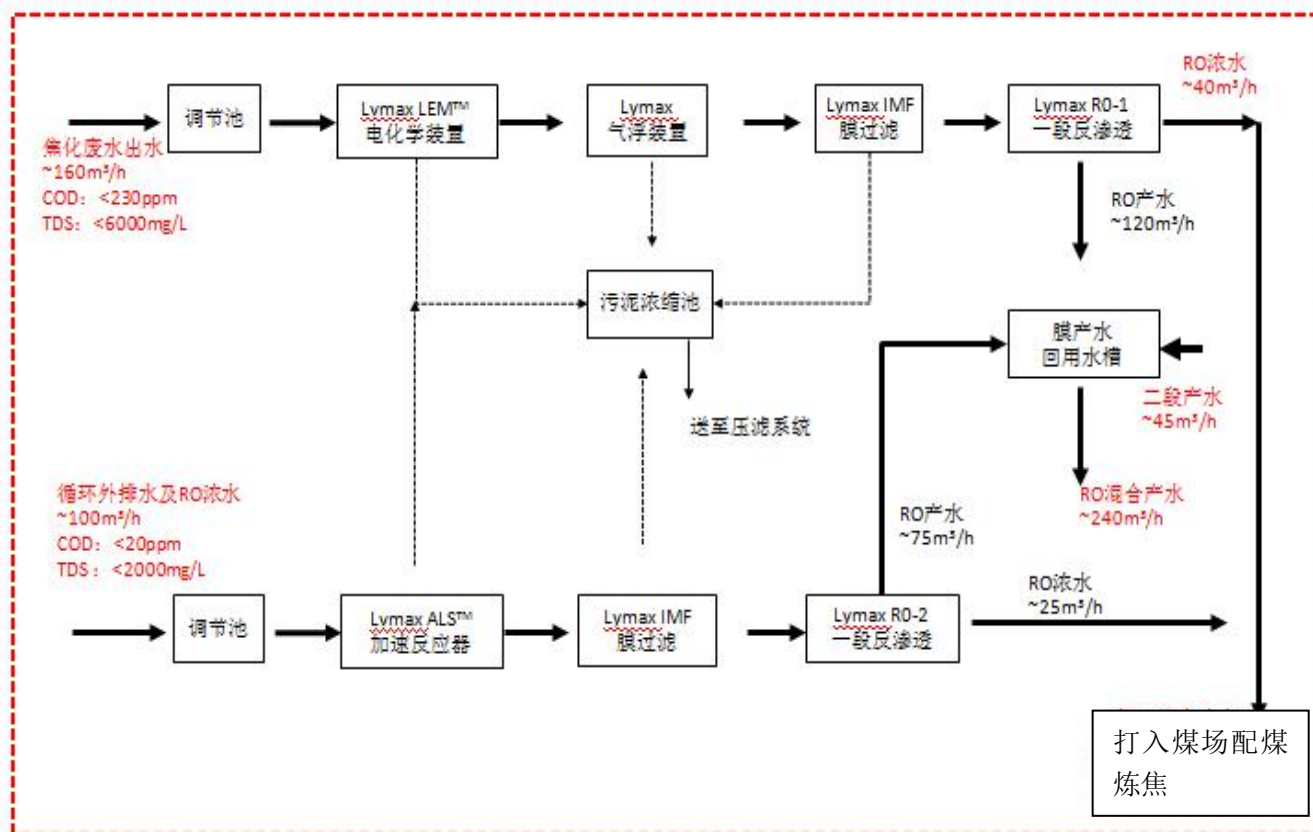 RO浓水
~40m³/h
调节池
Lymax LEM™
电化学装置
Lymax
气浮装置
Lymax IMF
膜过滤
Lymax R0-1
一段反渗透
焦化废水出水
~160m³/h
COD：<230ppm
TDS：<6000mg/L
RO产水
~120m³/h
污泥浓缩池
膜产水
回用水槽
二段产水
~45m³/h
送至压滤系统
RO混合产水
~240m³/h
循环外排水及RO浓水
~100m³/h
COD：<20ppm
TDS：<2000mg/L
RO产水
~75m³/h
RO浓水
~25m³/h
调节池
Lymax ALS™
加速反应器
Lymax IMF
膜过滤
Lymax R0-2
一段反渗透
打入煤场配煤
炼焦